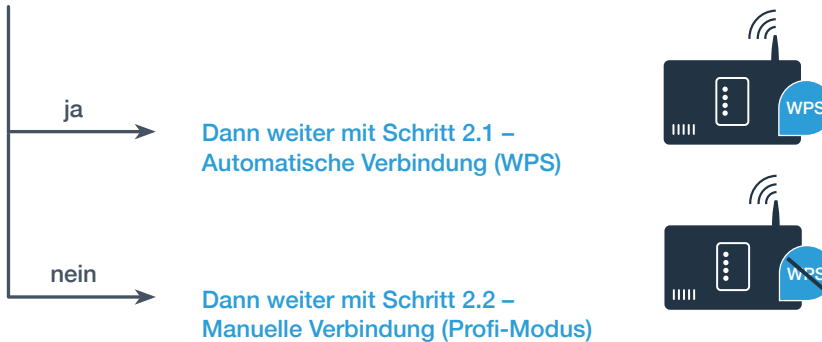 ja
WPS
Dann weiter mit Schritt 2.1 –
Automatische Verbindung (WPS)
nein
WPS
Dann weiter mit Schritt 2.2 –
Manuelle Verbindung (Profi-Modus)